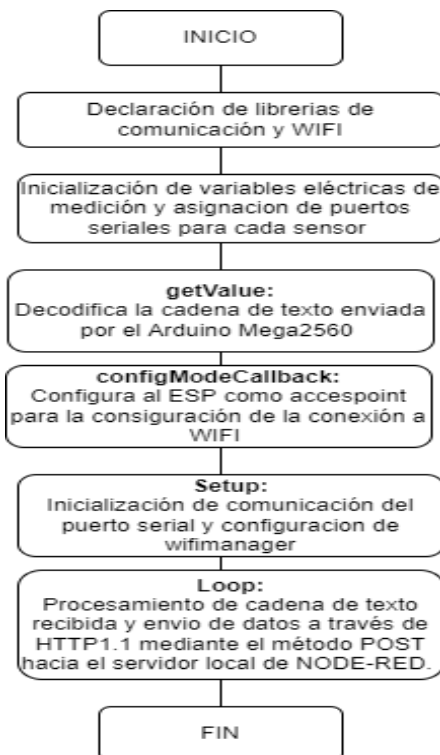 INICIO
Declaración de librerias de
comunicación y WIFI
Inicialización de variables eléctricas de
medición y asignacion de puertos
seriales para cada sensor
getValue:
Decodifica la cadena de texto enviada
por el Arduino Mega2560
configModeCallback:
Configura al ESP como accespoint
para la consiguración de la conexión a
WIFI
Setup:
Inicialización de comunicación del
puerto serial y configuracion de
wifimanager
Loop:
Procesamiento de cadena de texto
recibida y envio de datos a través de
HTTP1.1 mediante el método POST
hacia el servidor local de NODE-RED.
FIN